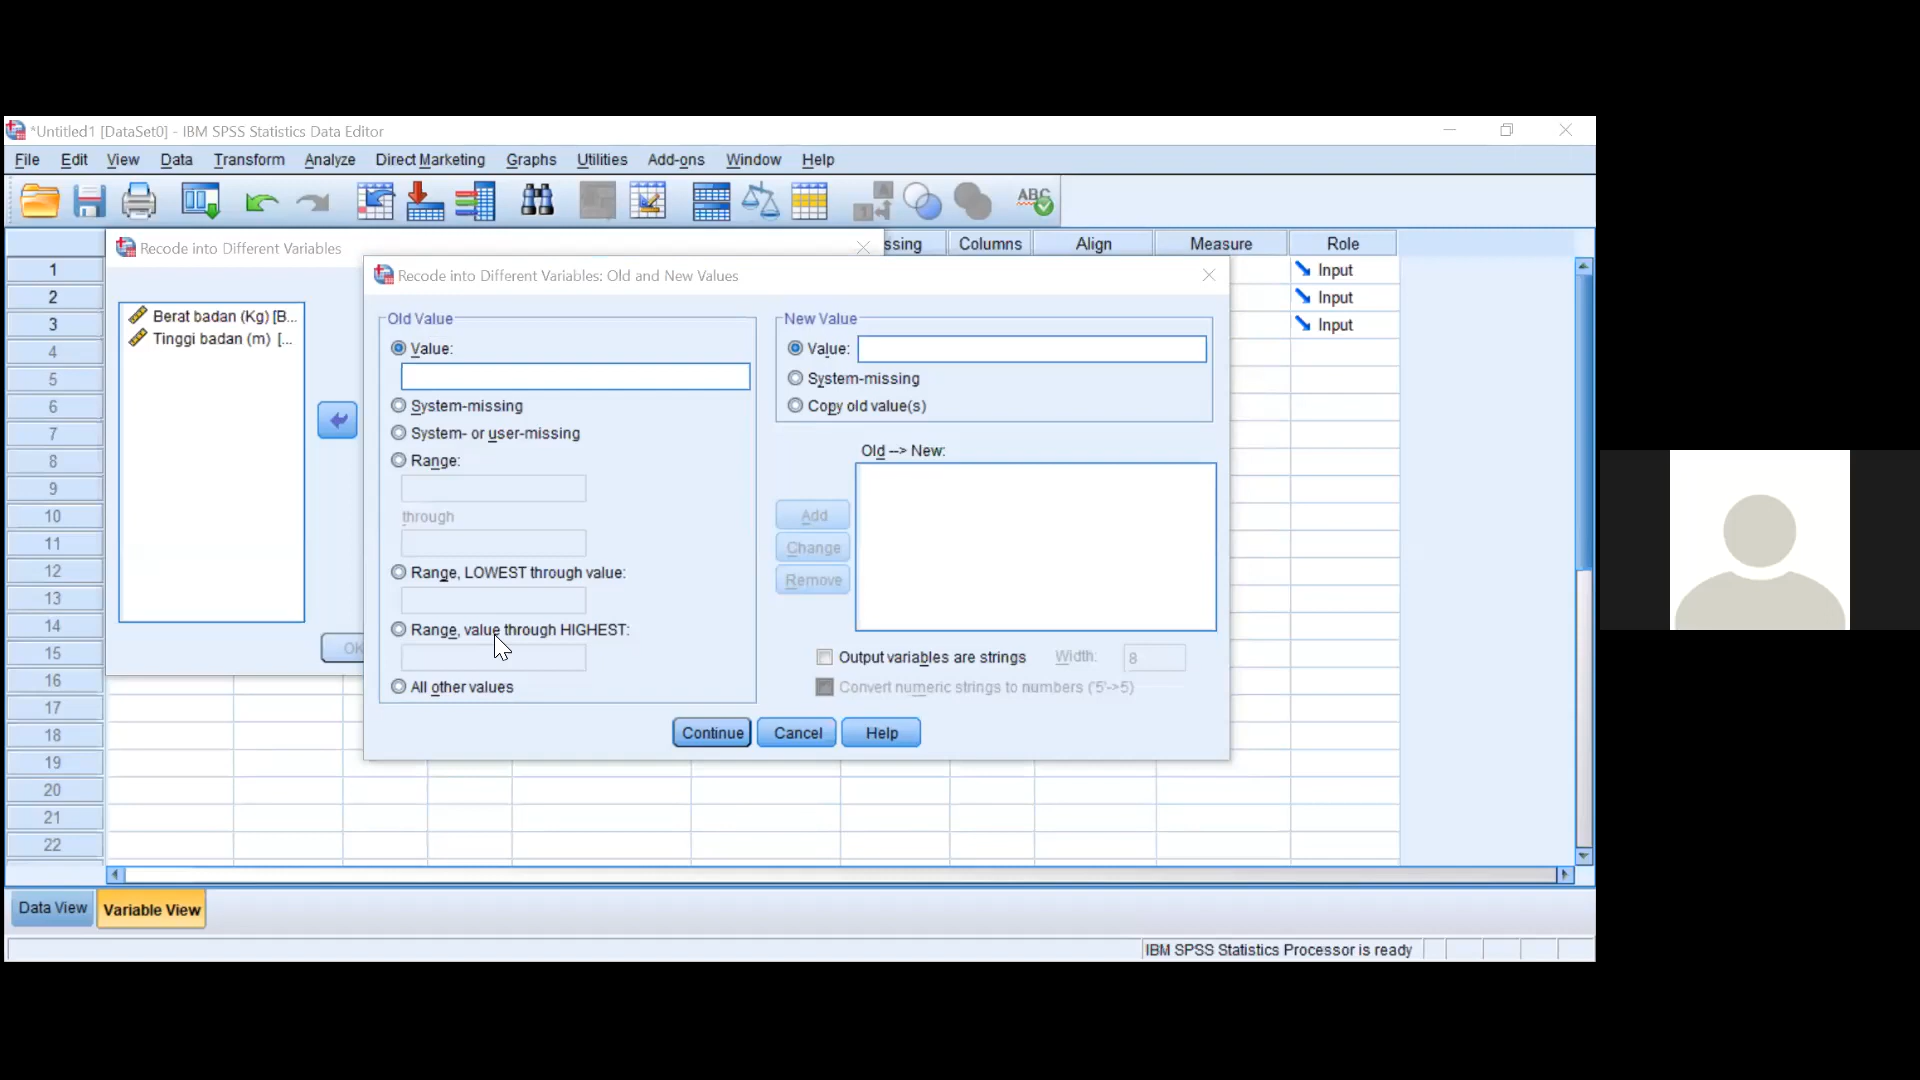 *Untitled1 [DataSet0] - IBM SPSS Statistics Data Editor
File Edit View Data Transform Analyze Direct Marketing Graphs Utilities Add-ons Window Help
ABC
Recode into Different Variables
ssing Columns Align Measure Role
Recode into Different Variables: Old and New Values
1 Input
2 Input
3 Input
4
5
6
7
8
9
10
11
12
13
14
15
16
17
18
19
20
21
22
Berat badan (Kg) [B...
Tinggi badan (m) [...
OK
Old Value
Value:
System-missing
System- or user-missing
Range:
through
Range, LOWEST through value:
Range, value through HIGHEST:
All other values
New Value
Value:
System-missing
Copy old value(s)
Old --> New:
Add
Change
Remove
Output variables are strings Width: 8
Convert numeric strings to numbers ('5'->5)
Continue Cancel Help
Data View Variable View
IBM SPSS Statistics Processor is ready